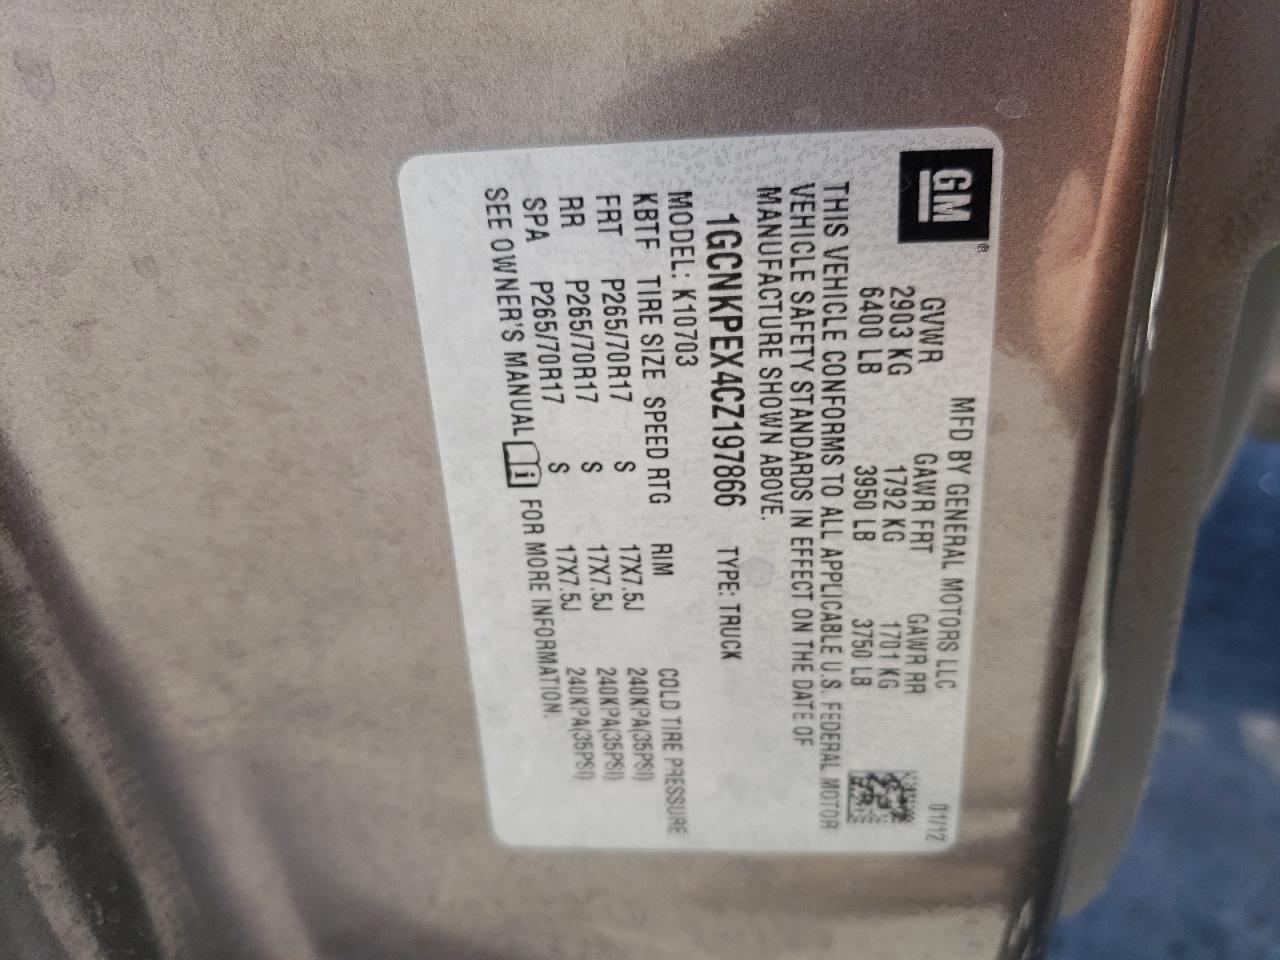 GM®
MFD BY GENERAL MOTORS LLC 01/12
GVWR GAWR FRT GAWR RR
2903 KG 1792 KG 1701 KG
6400 LB 3950 LB 3750 LB
THIS VEHICLE CONFORMS TO ALL APPLICABLE U.S. FEDERAL MOTOR
VEHICLE SAFETY STANDARDS IN EFFECT ON THE DATE OF
MANUFACTURE SHOWN ABOVE.
1GCNKPEX4CZ197866 TYPE: TRUCK
MODEL: K10703
KBTF TIRE SIZE SPEED RTG RIM COLD TIRE PRESSURE
FRT P265/70R17 S 17X7.5J 240KPA(35PSI)
RR P265/70R17 S 17X7.5J 240KPA(35PSI)
SPA P265/70R17 S 17X7.5J 240KPA(35PSI)
SEE OWNER'S MANUAL i FOR MORE INFORMATION.